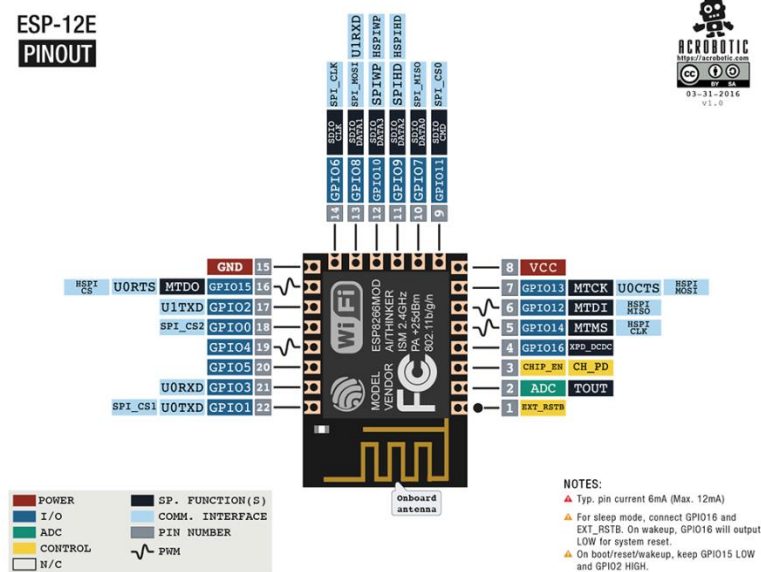 ESP-12E
PINOUT
ACROBOTIC
https://acrobotic.com
cc BY SA
03-31-2016
v1.0
SPI_CLK
SDIO CLK
GPIO6
14
U1RXD
SPI_MOSI
SDIO DATA1
GPIO8
13
HSPIWP
SPIWP
SDIO DATA3
GPIO10
12
HSPIHD
SPIHD
SDIO DATA2
GPIO9
11
SPI_MISO
SDIO DATA0
GPIO7
10
SPI_CS0
SDIO CMD
GPIO11
9
GND 15
HSPI CS U0RTS MTDO GPIO15 16
U1TXD GPIO2 17
SPI_CS2 GPIO0 18
GPIO4 19
GPIO5 20
U0RXD GPIO3 21
SPI_CS1 U0TXD GPIO1 22
WiFi
ESP8266MOD
AI/THINKER
ISM 2.4GHz
PA +25dBm
802.11b/g/n
MODEL
VENDOR
FC
8 VCC
7 GPIO13 MTCK U0CTS HSPI MOSI
6 GPIO12 MTDI HSPI MISO
5 GPIO14 MTMS HSPI CLK
4 GPIO16 XPD_DCDC
3 CHIP_EN CH_PD
2 ADC TOUT
1 EXT_RSTB
Onboard
antenna
POWER
I/O
ADC
CONTROL
N/C
SP. FUNCTION(S)
COMM. INTERFACE
PIN NUMBER
PWM
NOTES:
Typ. pin current 6mA (Max. 12mA)
For sleep mode, connect GPIO16 and
EXT_RSTB. On wakeup, GPIO16 will output
LOW for system reset.
On boot/reset/wakeup, keep GPIO15 LOW
and GPIO2 HIGH.